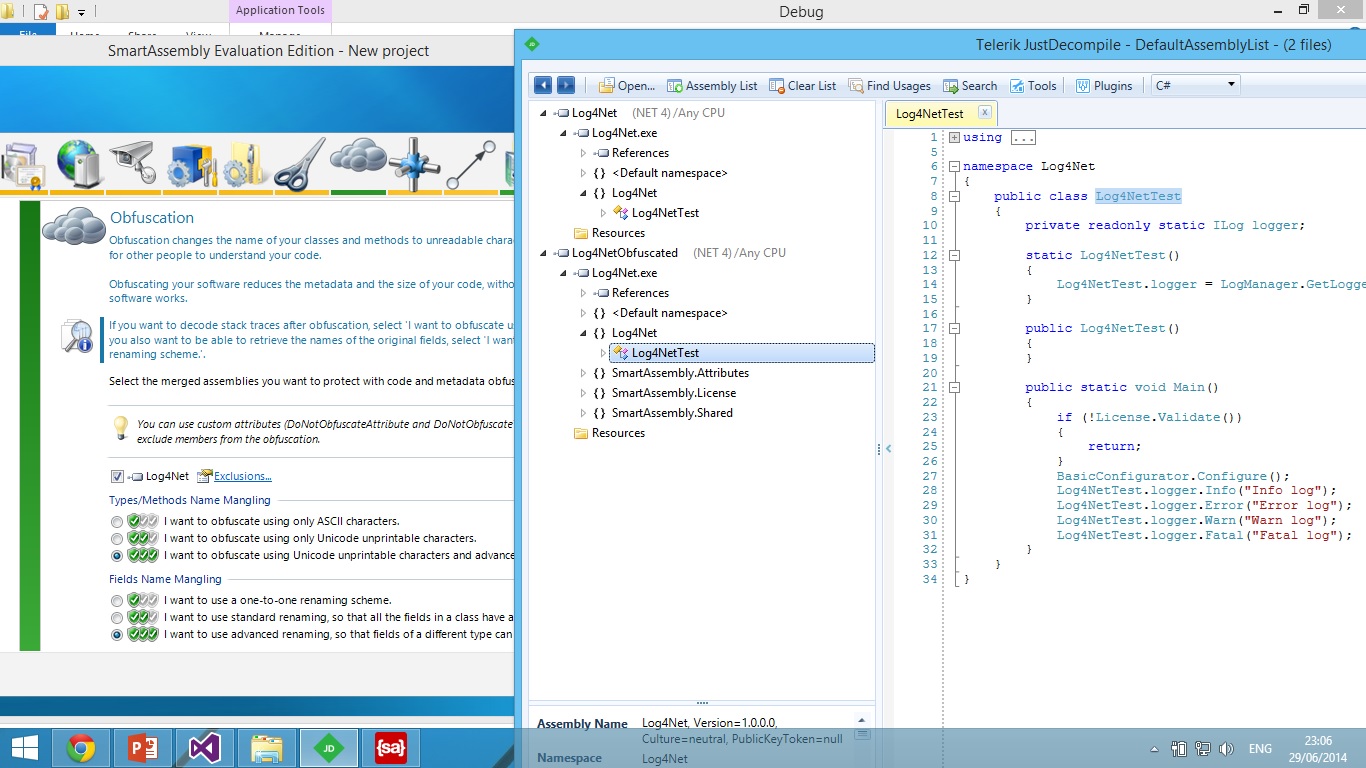 Application Tools
Debug
File Home Share View Manage
SmartAssembly Evaluation Edition - New project
Obfuscation
Obfuscation changes the name of your classes and methods to unreadable
for other people to understand your code.
Obfuscating your software reduces the metadata and the size of your code,
software works.
If you want to decode stack traces after obfuscation, select 'I want to obfuscate
you also want to be able to retrieve the names of the original fields, select 'I want
renaming scheme.'.
Select the merged assemblies you want to protect with code and metadata
You can use custom attributes (DoNotObfuscateAttribute and DoNotObfuscate
exclude members from the obfuscation.
Log4Net Exclusions...
Types/Methods Name Mangling
I want to obfuscate using only ASCII characters.
I want to obfuscate using only Unicode unprintable characters.
I want to obfuscate using Unicode unprintable characters and advance
Fields Name Mangling
I want to use a one-to-one renaming scheme.
I want to use standard renaming, so that all the fields in a class have a
I want to use advanced renaming, so that fields of a different type can
JD
Telerik JustDecompile - DefaultAssemblyList - (2 files)
Open... Assembly List Clear List Find Usages Search Tools Plugins C#
Log4Net (NET 4) /Any CPU
Log4Net.exe
References
{} <Default namespace>
{} Log4Net
Log4NetTest
Resources
Log4NetObfuscated (NET 4) /Any CPU
Log4Net.exe
References
{} <Default namespace>
{} Log4Net
Log4NetTest
{} SmartAssembly.Attributes
{} SmartAssembly.License
{} SmartAssembly.Shared
Resources
Assembly Name Log4Net, Version=1.0.0.0,
Culture=neutral, PublicKeyToken=null
Namespace Log4Net
Log4NetTest x
1 using ...
5
6 namespace Log4Net
7 {
8 public class Log4NetTest
9 {
10 private readonly static ILog logger;
11
12 static Log4NetTest()
13 {
14 Log4NetTest.logger = LogManager.GetLogge
15 }
16
17 public Log4NetTest()
18 {
19 }
20
21 public static void Main()
22 {
23 if (!License.Validate())
24 {
25 return;
26 }
27 BasicConfigurator.Configure();
28 Log4NetTest.logger.Info("Info log");
29 Log4NetTest.logger.Error("Error log");
30 Log4NetTest.logger.Warn("Warn log");
31 Log4NetTest.logger.Fatal("Fatal log");
32 }
33 }
34 }
JD
{sa}
ENG
23:06
29/06/2014